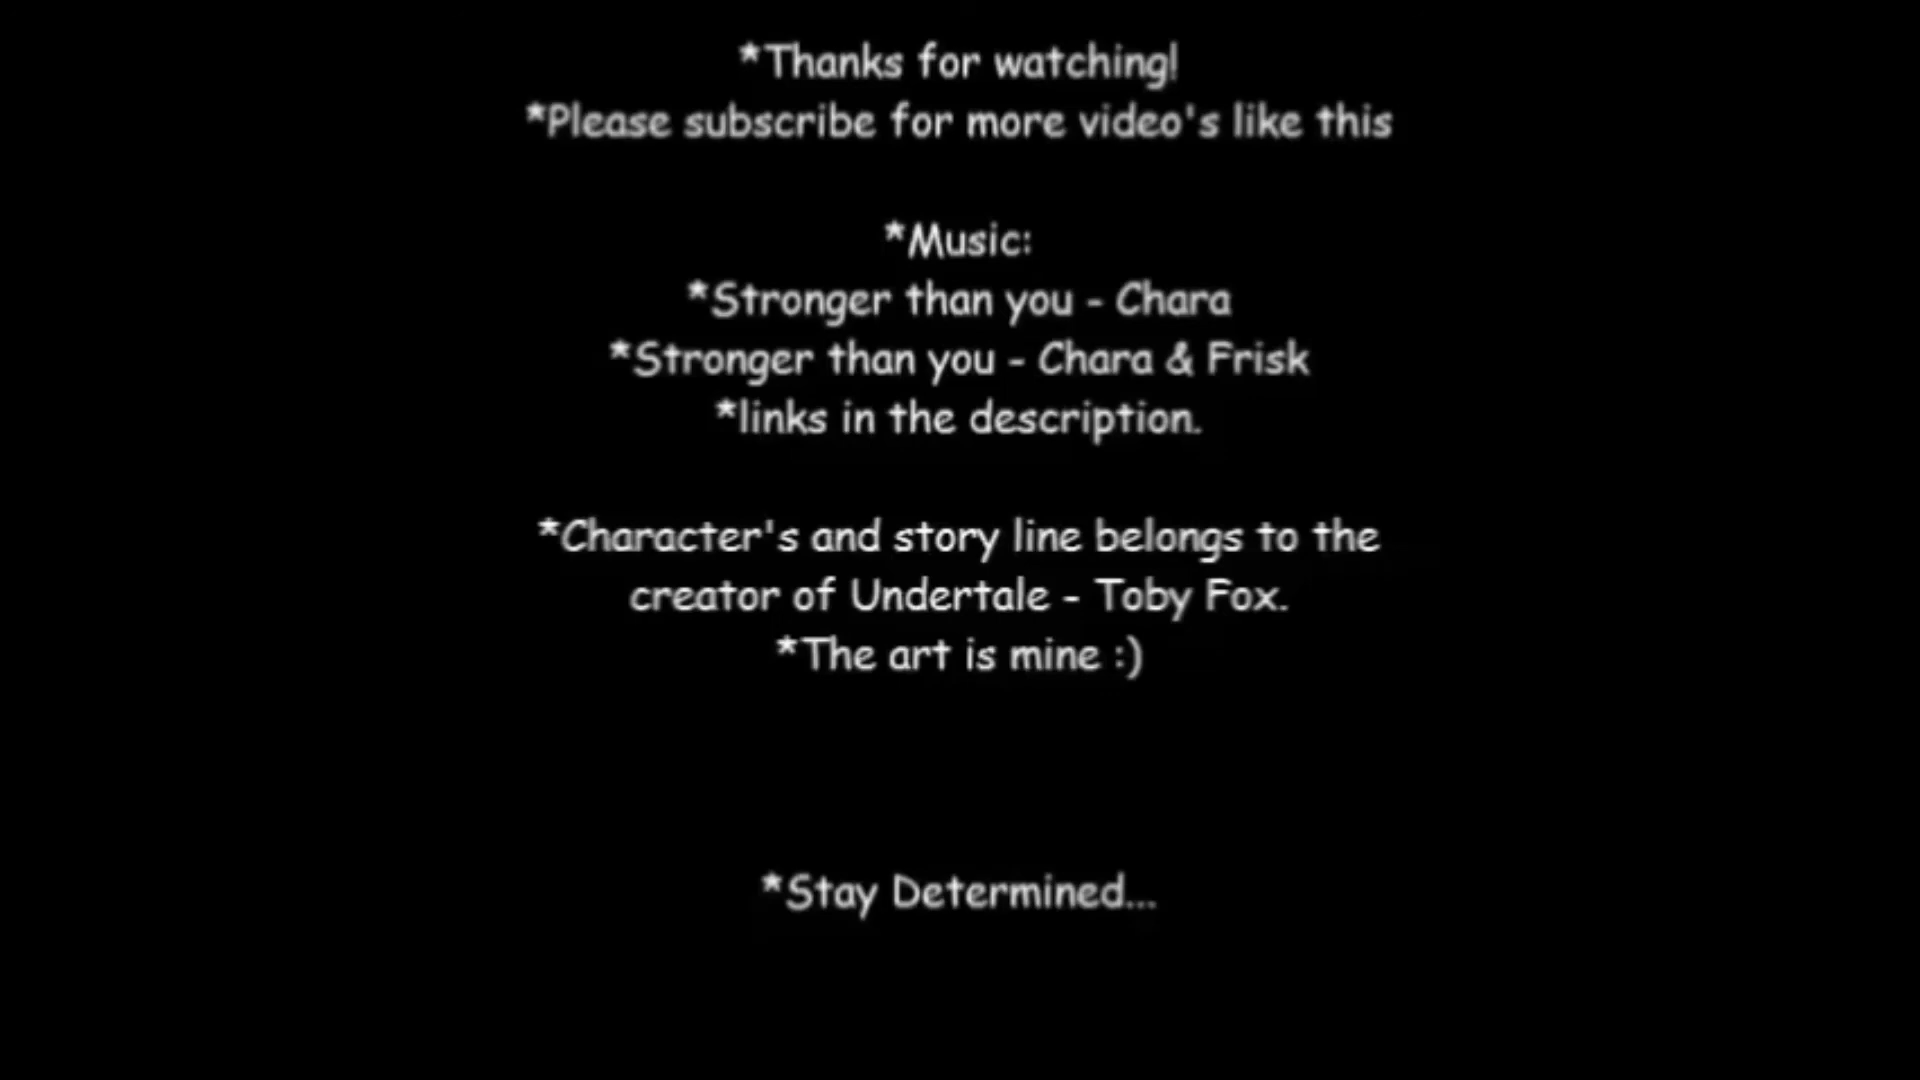 *Thanks for watching!
*Please subscribe for more video's like this
*Music:
*Stronger than you - Chara
*Stronger than you - Chara & Frisk
*links in the description.
*Character's and story line belongs to the
creator of Undertale - Toby Fox.
*The art is mine :)
*Stay Determined...